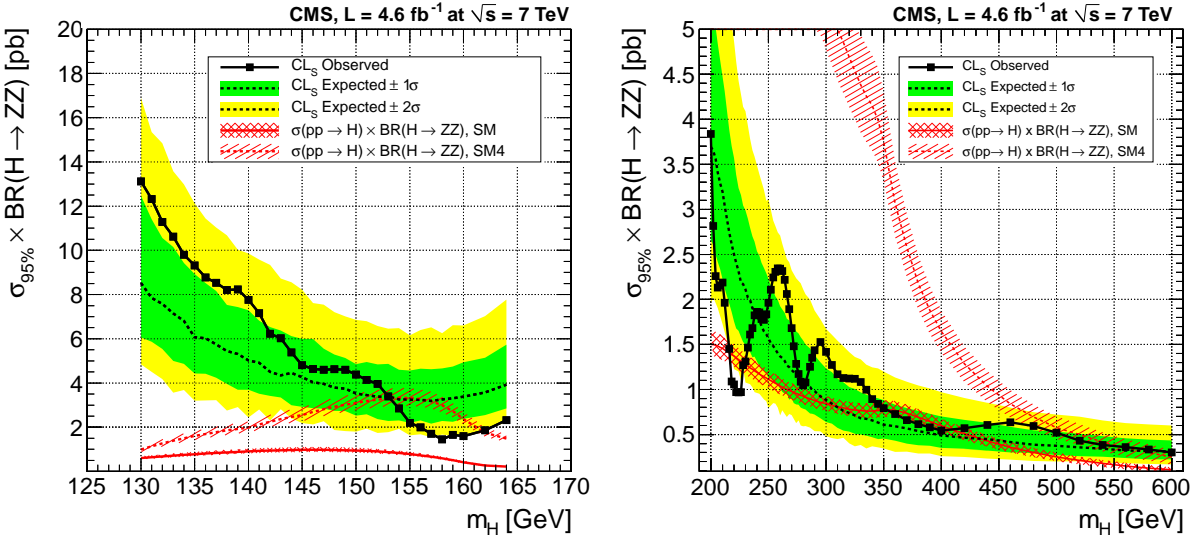 CMS, L = 4.6 fb⁻¹ at √s = 7 TeV
σ95% × BR(H → ZZ) [pb]
20
18
16
14
12
10
8
6
4
2
CLS Observed
CLS Expected ± 1σ
CLS Expected ± 2σ
σ(pp → H) × BR(H → ZZ), SM
σ(pp → H) × BR(H → ZZ), SM4
125 130 135 140 145 150 155 160 165 170
mH [GeV]
CMS, L = 4.6 fb⁻¹ at √s = 7 TeV
σ95% × BR(H → ZZ) [pb]
5
4.5
4
3.5
3
2.5
2
1.5
1
0.5
CLS Observed
CLS Expected ± 1σ
CLS Expected ± 2σ
σ(pp→ H) x BR(H → ZZ), SM
σ(pp→ H) x BR(H → ZZ), SM4
200 250 300 350 400 450 500 550 600
mH [GeV]